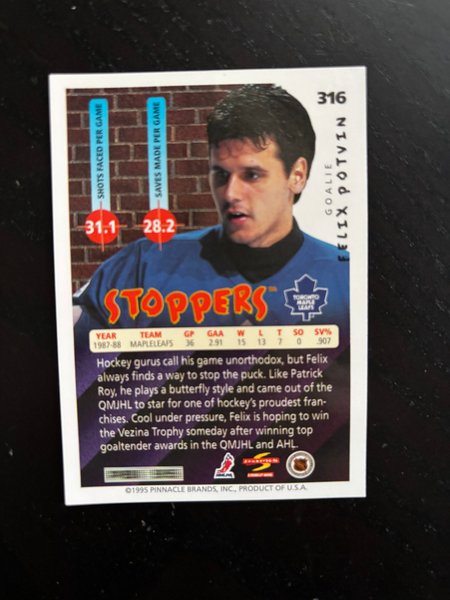 316
GOALIE
FELIX POTVIN
SHOTS FACED PER GAME
31.1
SAVES MADE PER GAME
28.2
STOPPERS™
TORONTO
MAPLE
LEAFS
YEAR TEAM GP GAA W L T SO SV%
1987-88 MAPLELEAFS 36 2.91 15 13 7 0 .907
Hockey gurus call his game unorthodox, but Felix
always finds a way to stop the puck. Like Patrick
Roy, he plays a butterfly style and came out of the
QMJHL to star for one of hockey's proudest fran-
chises. Cool under pressure, Felix is hoping to win
the Vezina Trophy someday after winning top
goaltender awards in the QMJHL and AHL.
NHLPA
©1995 PINNACLE BRANDS, INC., PRODUCT OF U.S.A.